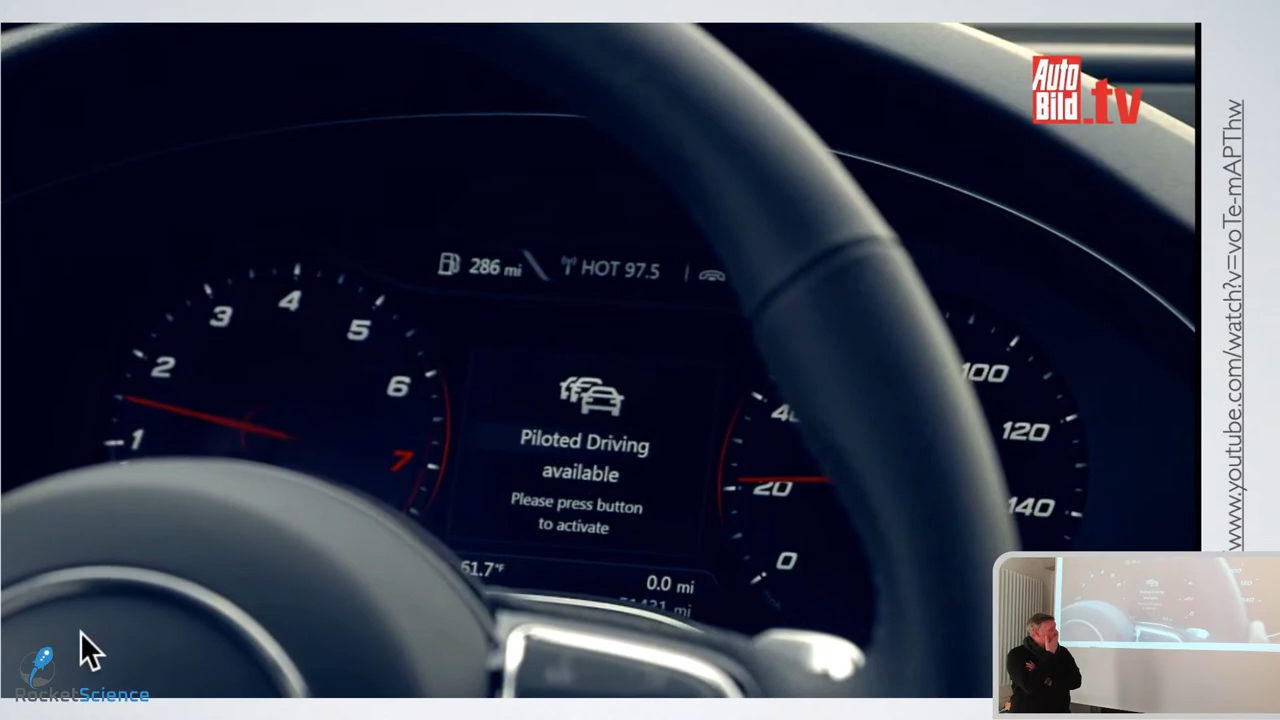 Auto
Bild
.tv
www.youtube.com/watch?v=voTe-mAPThw
286 mi
HOT 97.5
1
2
3
4
5
6
7
Piloted Driving
available
Please press button
to activate
61.7°F
0.0 mi
mi
0
20
100
120
140
RocketScience